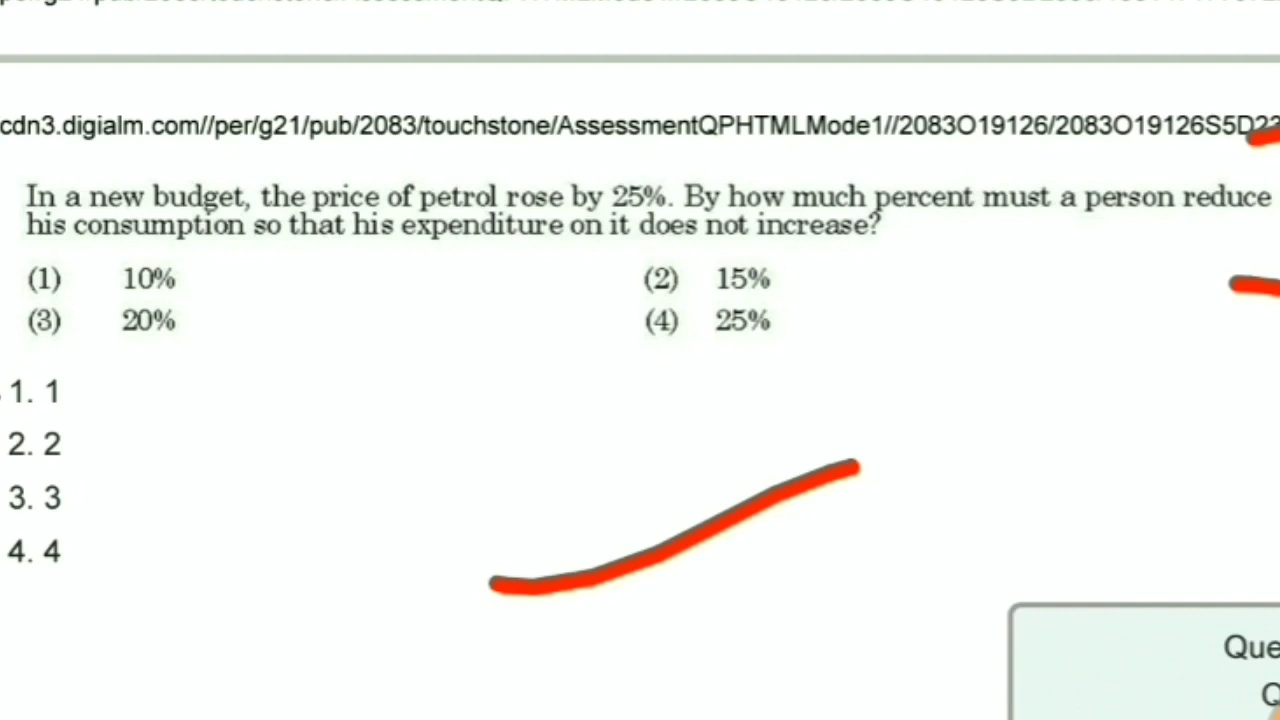 cdn3.digialm.com//per/g21/pub/2083/touchstone/AssessmentQPHTMLMode1//2083O19126/2083O19126S5D
In a new budget, the price of petrol rose by 25%. By how much percent must a person reduce
his consumption so that his expenditure on it does not increase?
(1) 10% (2) 15%
(3) 20% (4) 25%
1. 1
2. 2
3. 3
4. 4
Que
Q